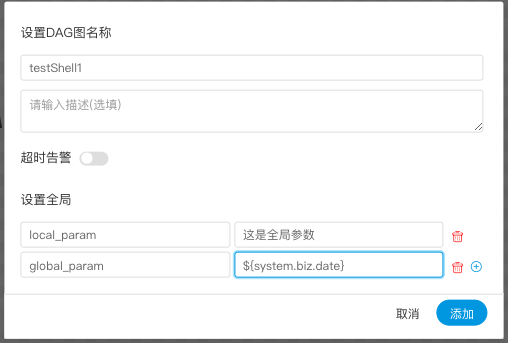 设置DAG图名称
testShell1
请输入描述(选填)
超时告警
设置全局
local_param 这是全局参数
global_param ${system.biz.date}
取消 添加